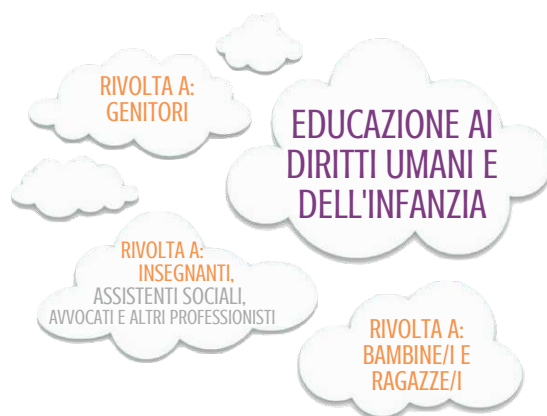 RIVOLTA A:
GENITORI
EDUCAZIONE AI
DIRITTI UMANI E
DELL'INFANZIA
RIVOLTA A:
INSEGNANTI,
ASSISTENTI SOCIALI,
AVVOCATI E ALTRI PROFESSIONISTI
RIVOLTA A:
BAMBINE/I E
RAGAZZE/I